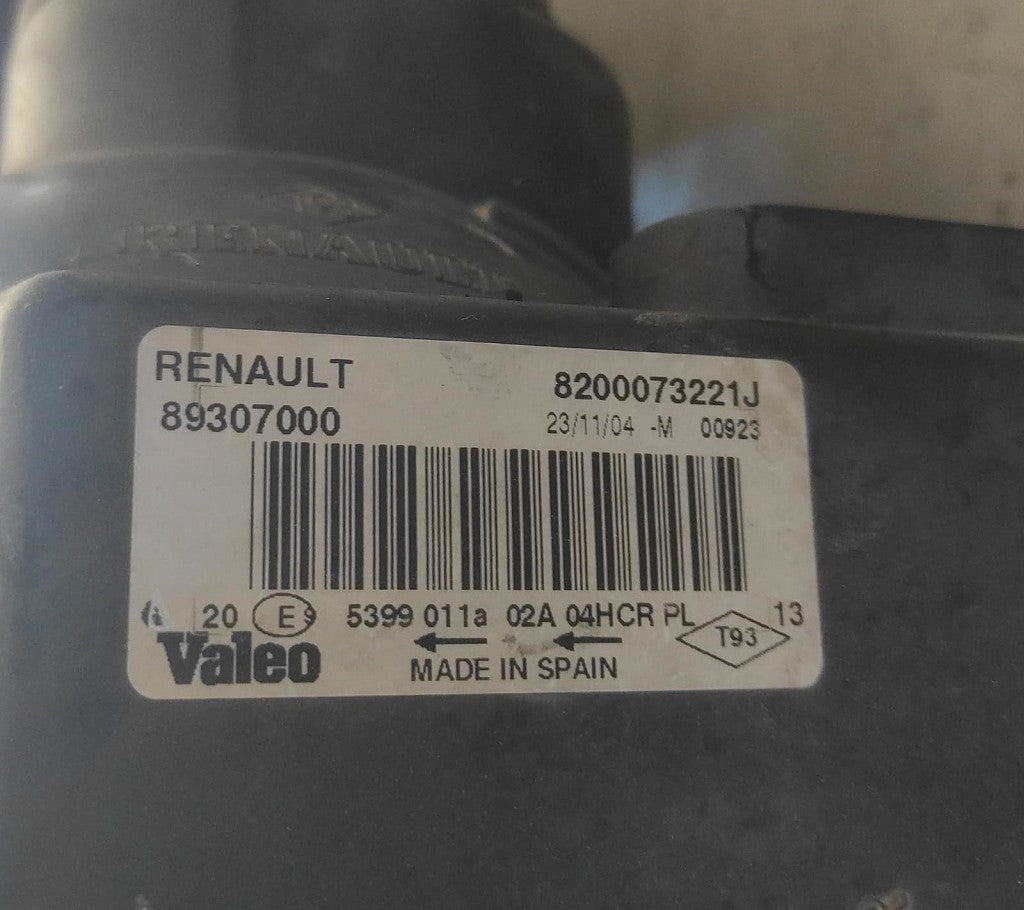 RENAULT
8200073221J
89307000
23/11/04 -M 00923
20 E9 5399 011a 02A 04HCR PL 13
T93
Valeo
MADE IN SPAIN